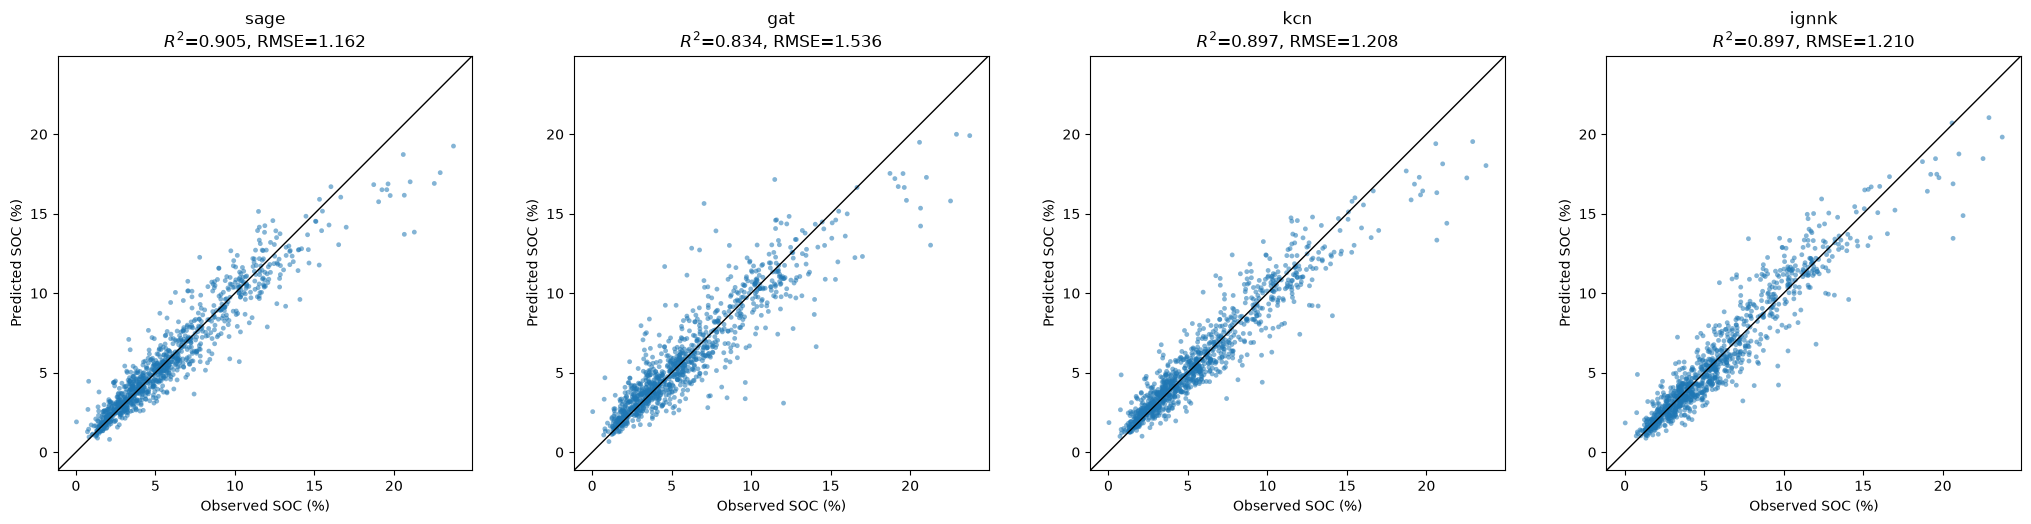 sage
R²=0.905, RMSE=1.162
Predicted SOC (%)
20
15
10
5
0
0 5 10 15 20
Observed SOC (%)
gat
R²=0.834, RMSE=1.536
Predicted SOC (%)
20
15
10
5
0
0 5 10 15 20
Observed SOC (%)
kcn
R²=0.897, RMSE=1.208
Predicted SOC (%)
20
15
10
5
0
0 5 10 15 20
Observed SOC (%)
ignnk
R²=0.897, RMSE=1.210
Predicted SOC (%)
20
15
10
5
0
0 5 10 15 20
Observed SOC (%)